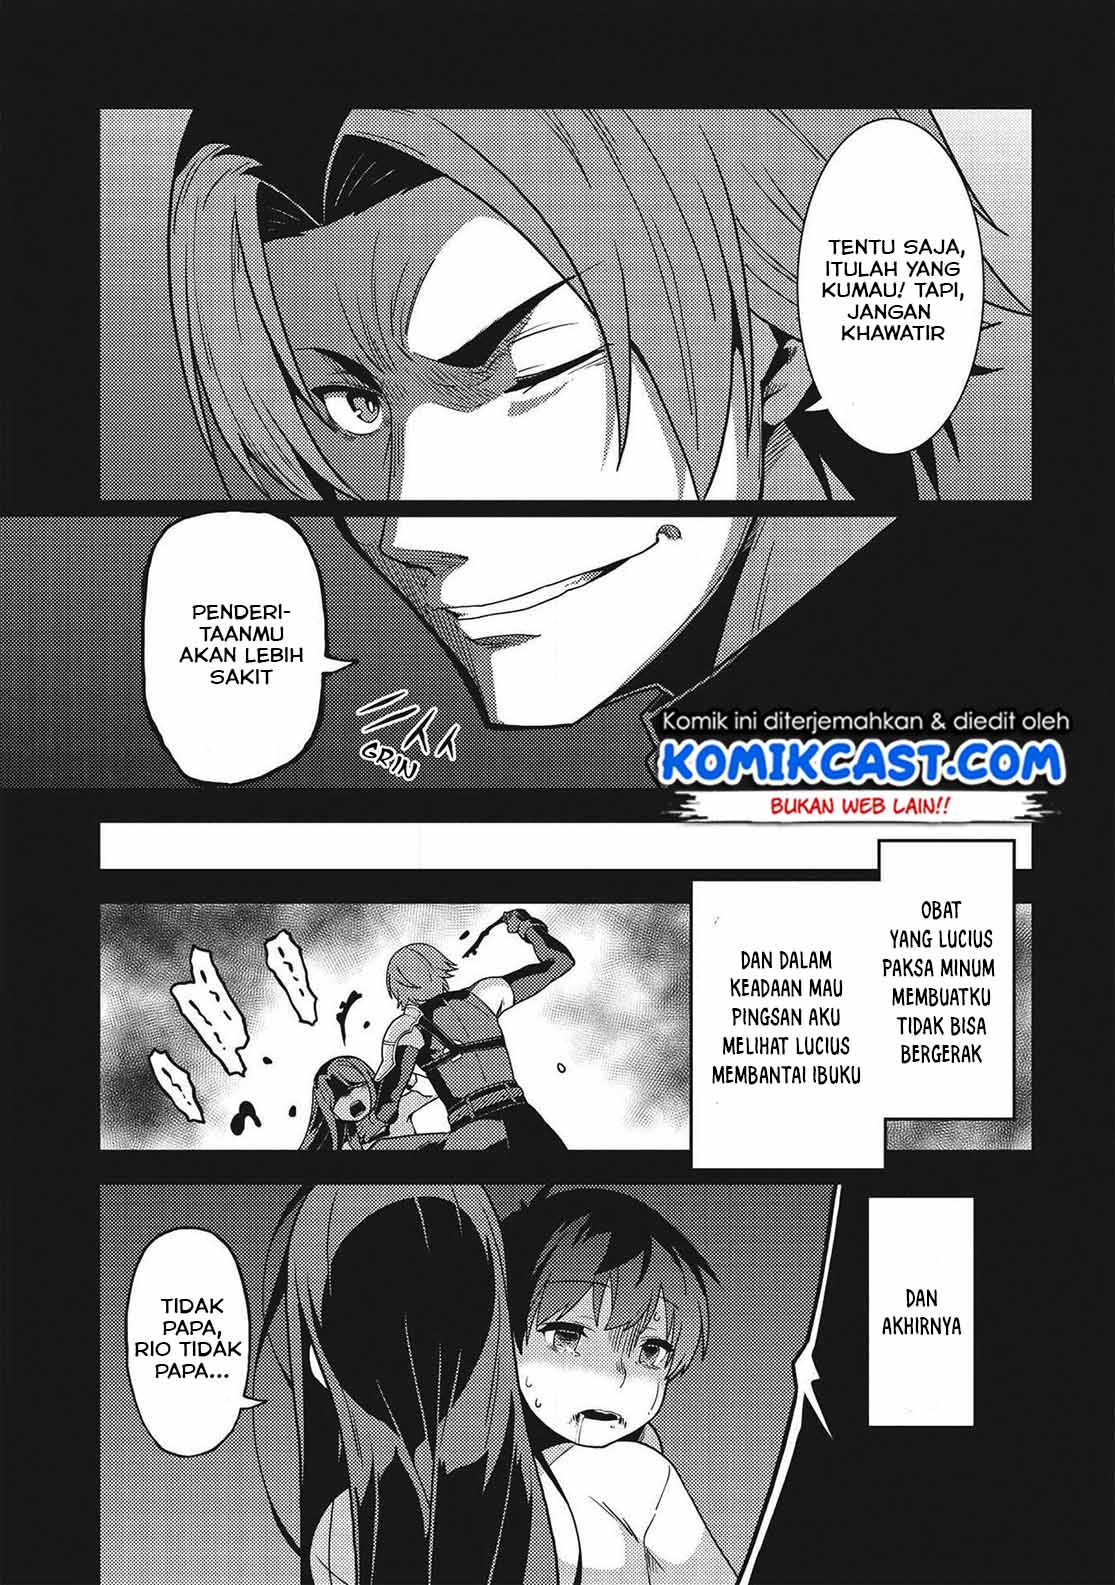 TENTU SAJA,
ITULAH YANG
KUMAU! TAPI,
JANGAN
KHAWATIR
PENDERI-
TAANMU
AKAN LEBIH
SAKIT
ニヤ
GRIN
Komik ini diterjemahkan & diedit oleh
KOMIKCAST.COM
BUKAN WEB LAIN!!
OBAT
YANG LUCIUS
PAKSA MINUM
MEMBUATKU
TIDAK BISA
BERGERAK
DAN DALAM
KEADAAN MAU
PINGSAN AKU
MELIHAT LUCIUS
MEMBANTAI IBUKU
DAN
AKHIRNYA
TIDAK
PAPA,
RIO TIDAK
PAPA...